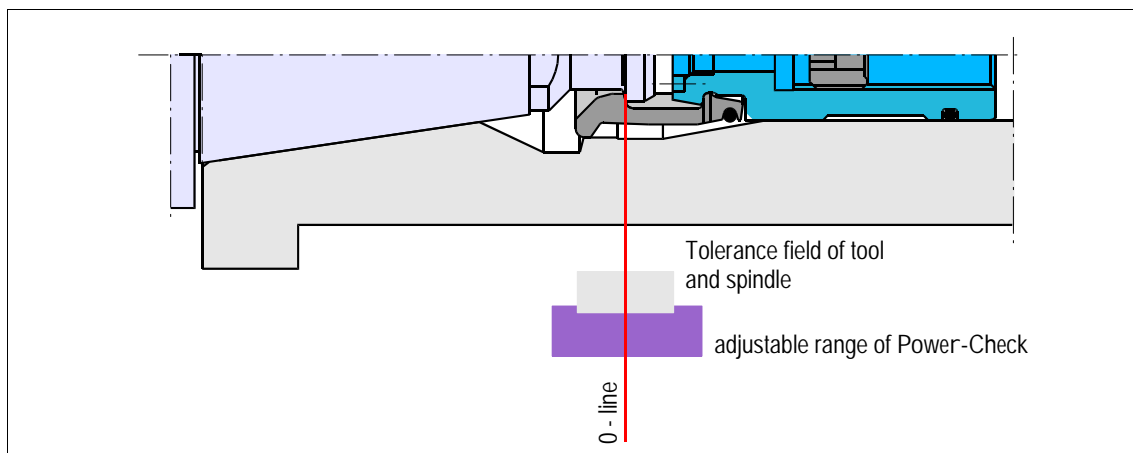 Tolerance field of tool
and spindle
adjustable range of Power-Check
0 - line